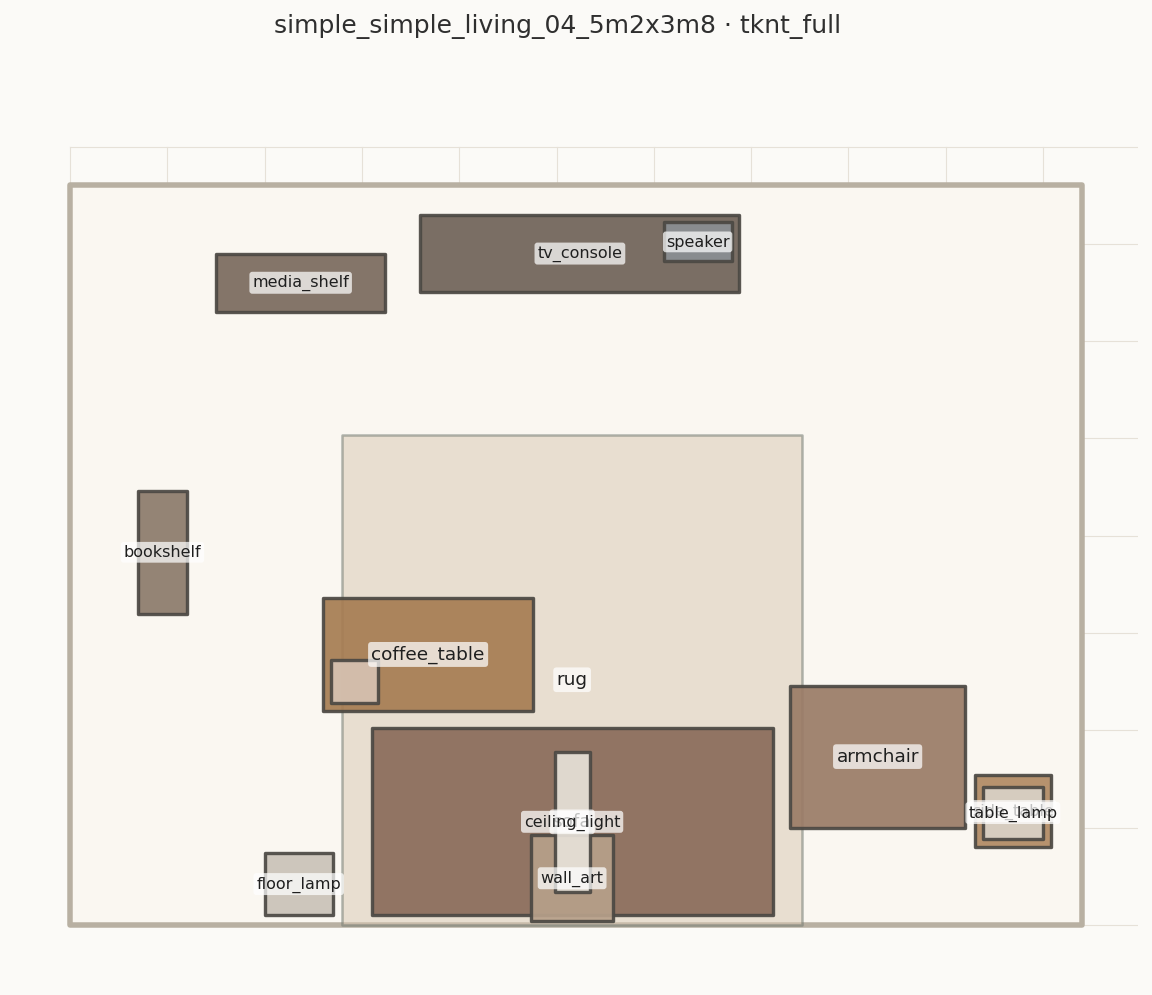 simple_simple_living_04_5m2x3m8 · tknt_full
speaker
tv_console
media_shelf
bookshelf
coffee_table
rug
armchair
table_lamp
ceiling_light
wall_art
floor_lamp